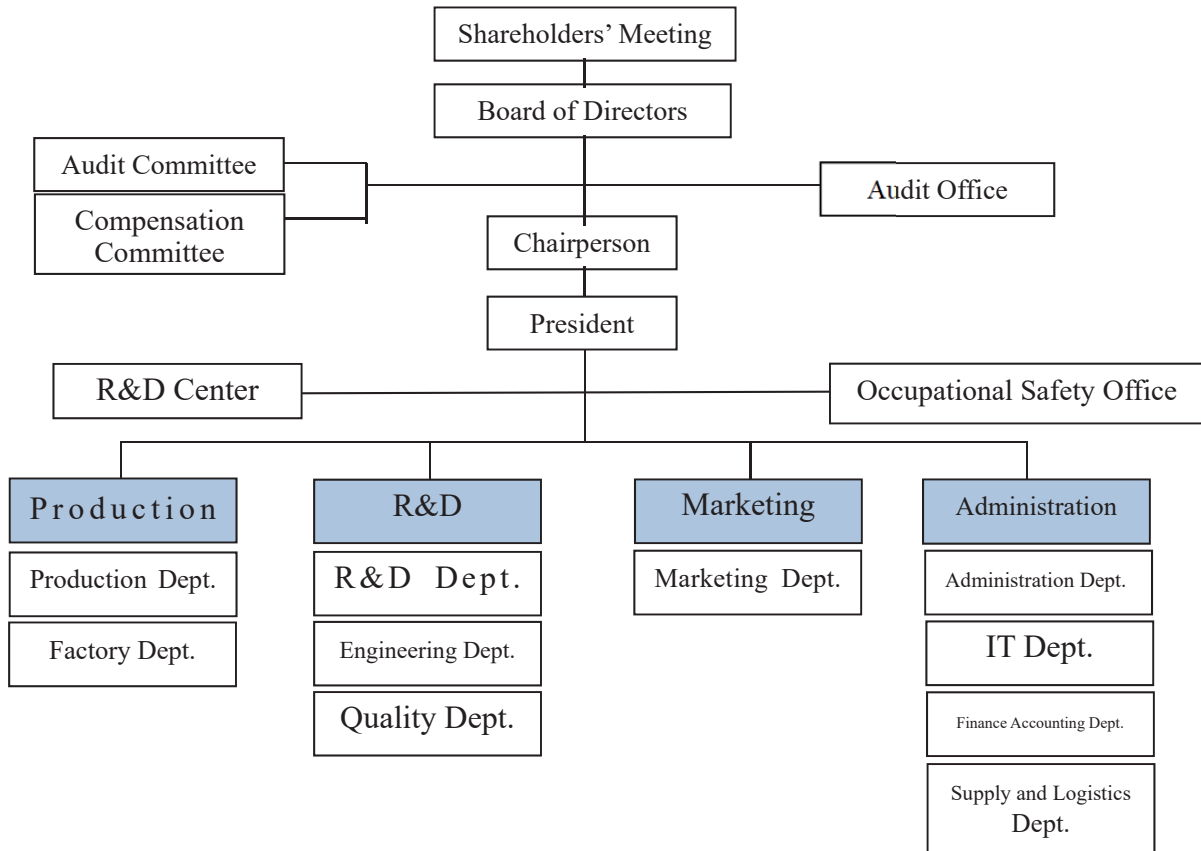 Shareholders’ Meeting
Board of Directors
Audit Committee
Audit Office
Compensation
Committee
Chairperson
President
R&D Center
Occupational Safety Office
Production
R&D
Marketing
Administration
Production Dept.
R&D Dept.
Marketing Dept.
Administration Dept.
Factory Dept.
Engineering Dept.
IT Dept.
Quality Dept.
Finance Accounting Dept.
Supply and Logistics
Dept.